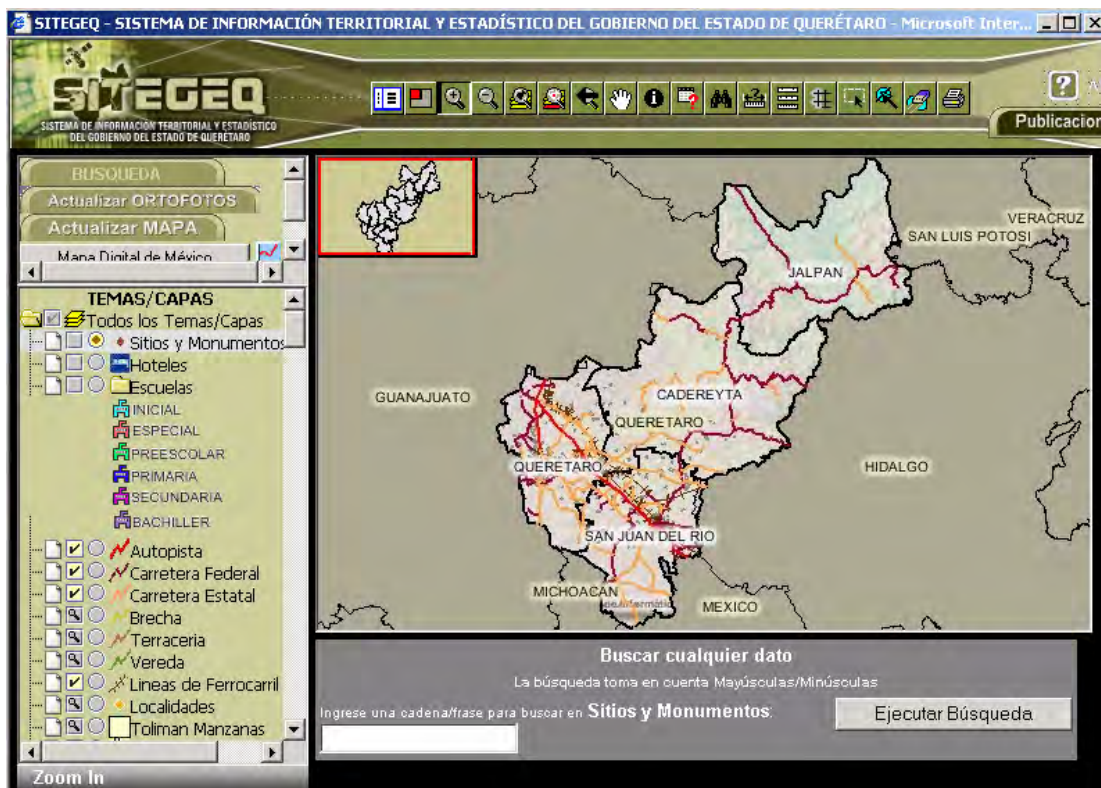 SITEGEQ - SISTEMA DE INFORMACIÓN TERRITORIAL Y ESTADÍSTICO DEL GOBIERNO DEL ESTADO DE QUERÉTARO - Microsoft Inter...
SITEGEQ
SISTEMA DE INFORMACIÓN TERRITORIAL Y ESTADÍSTICO
DEL GOBIERNO DEL ESTADO DE QUERETARO
Publicacion
BUSQUEDA
Actualizar ORTOFOTOS
Actualizar MAPA
Mapa Digital de México
TEMAS/CAPAS
Todos los Temas/Capas
Sitios y Monumentos
Hoteles
Escuelas
INICIAL
ESPECIAL
PREESCOLAR
PRIMARIA
SECUNDARIA
BACHILLER
Autopista
Carretera Federal
Carretera Estatal
Brecha
Terraceria
Vereda
Lineas de Ferrocarril
Localidades
Toliman Manzanas
Zoom In
VERACRUZ
SAN LUIS POTOSI
JALPAN
GUANAJUATO
CADEREYTA
QUERETARO
QUERETARO
HIDALGO
SAN JUAN DEL RIO
MICHOACAN
MEXICO
Buscar cualquier dato
La búsqueda toma en cuenta Mayúsculas/Minúsculas
Ingrese una cadena/frase para buscar en Sitios y Monumentos:
Ejecutar Búsqueda